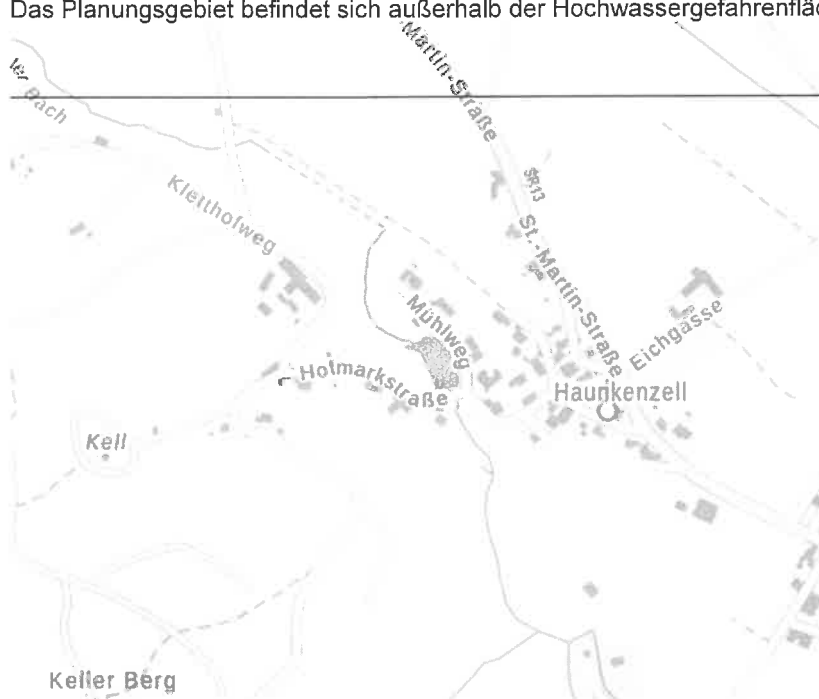 Das Planungsgebiet befindet sich außerhalb der Hochwassergefahrenfläc
Martin-Straße
Bach
SR13
Kletthofweg
St.-Martin-Straße
Mühlweg
Eichgasse
Hofmarkstraße
Haunkenzell
Kell
Keller Berg